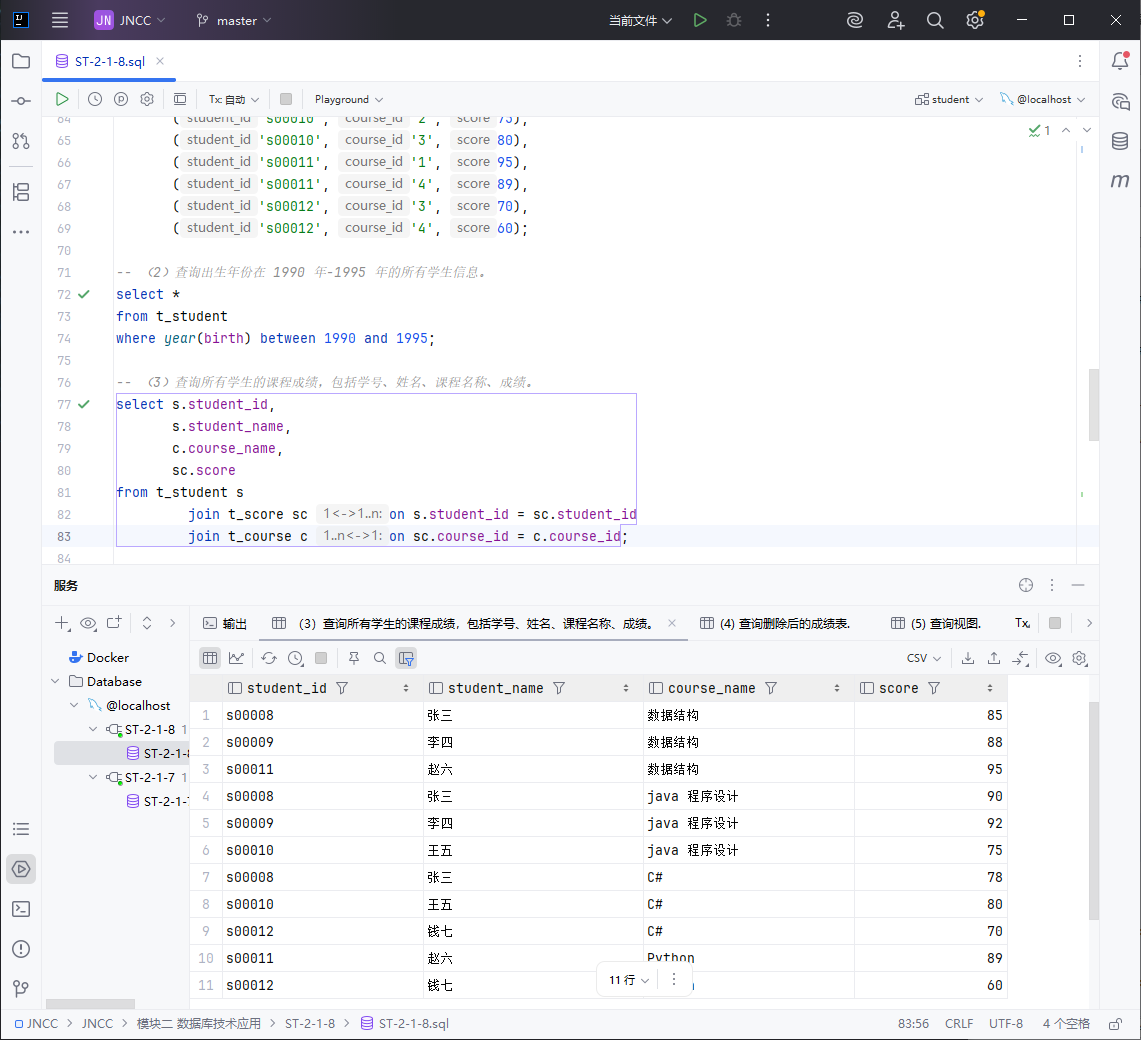 JN JNCC master 当前文件
ST-2-1-8.sql
Tx: 自动 Playground student @localhost
64 ( student_id 's00010', course_id '2', score 75),
65 ( student_id 's00010', course_id '3', score 80),
66 ( student_id 's00011', course_id '1', score 95),
67 ( student_id 's00011', course_id '4', score 89),
68 ( student_id 's00012', course_id '3', score 70),
69 ( student_id 's00012', course_id '4', score 60);
70
71 -- （2）查询出生年份在 1990 年-1995 年的所有学生信息。
72 select *
73 from t_student
74 where year(birth) between 1990 and 1995;
75
76 -- （3）查询所有学生的课程成绩，包括学号、姓名、课程名称、成绩。
77 select s.student_id,
78 s.student_name,
79 c.course_name,
80 sc.score
81 from t_student s
82 join t_score sc 1<->1..n: on s.student_id = sc.student_id
83 join t_course c 1..n<->1: on sc.course_id = c.course_id;
84
1
m
服务
输出 （3）查询所有学生的课程成绩，包括学号、姓名、课程名称、成绩。 (4) 查询删除后的成绩表. (5) 查询视图. Tx
Docker
Database
@localhost
ST-2-1-8 1
ST-2-1-8
ST-2-1-7 1
ST-2-1-7
CSV
student_id student_name course_name score
1 s00008 张三 数据结构 85
2 s00009 李四 数据结构 88
3 s00011 赵六 数据结构 95
4 s00008 张三 java 程序设计 90
5 s00009 李四 java 程序设计 92
6 s00010 王五 java 程序设计 75
7 s00008 张三 C# 78
8 s00010 王五 C# 80
9 s00012 钱七 C# 70
10 s00011 赵六 Python 89
11 s00012 钱七 60
11 行
JNCC JNCC 模块二 数据库技术应用 ST-2-1-8 ST-2-1-8.sql 83:56 CRLF UTF-8 4 个空格